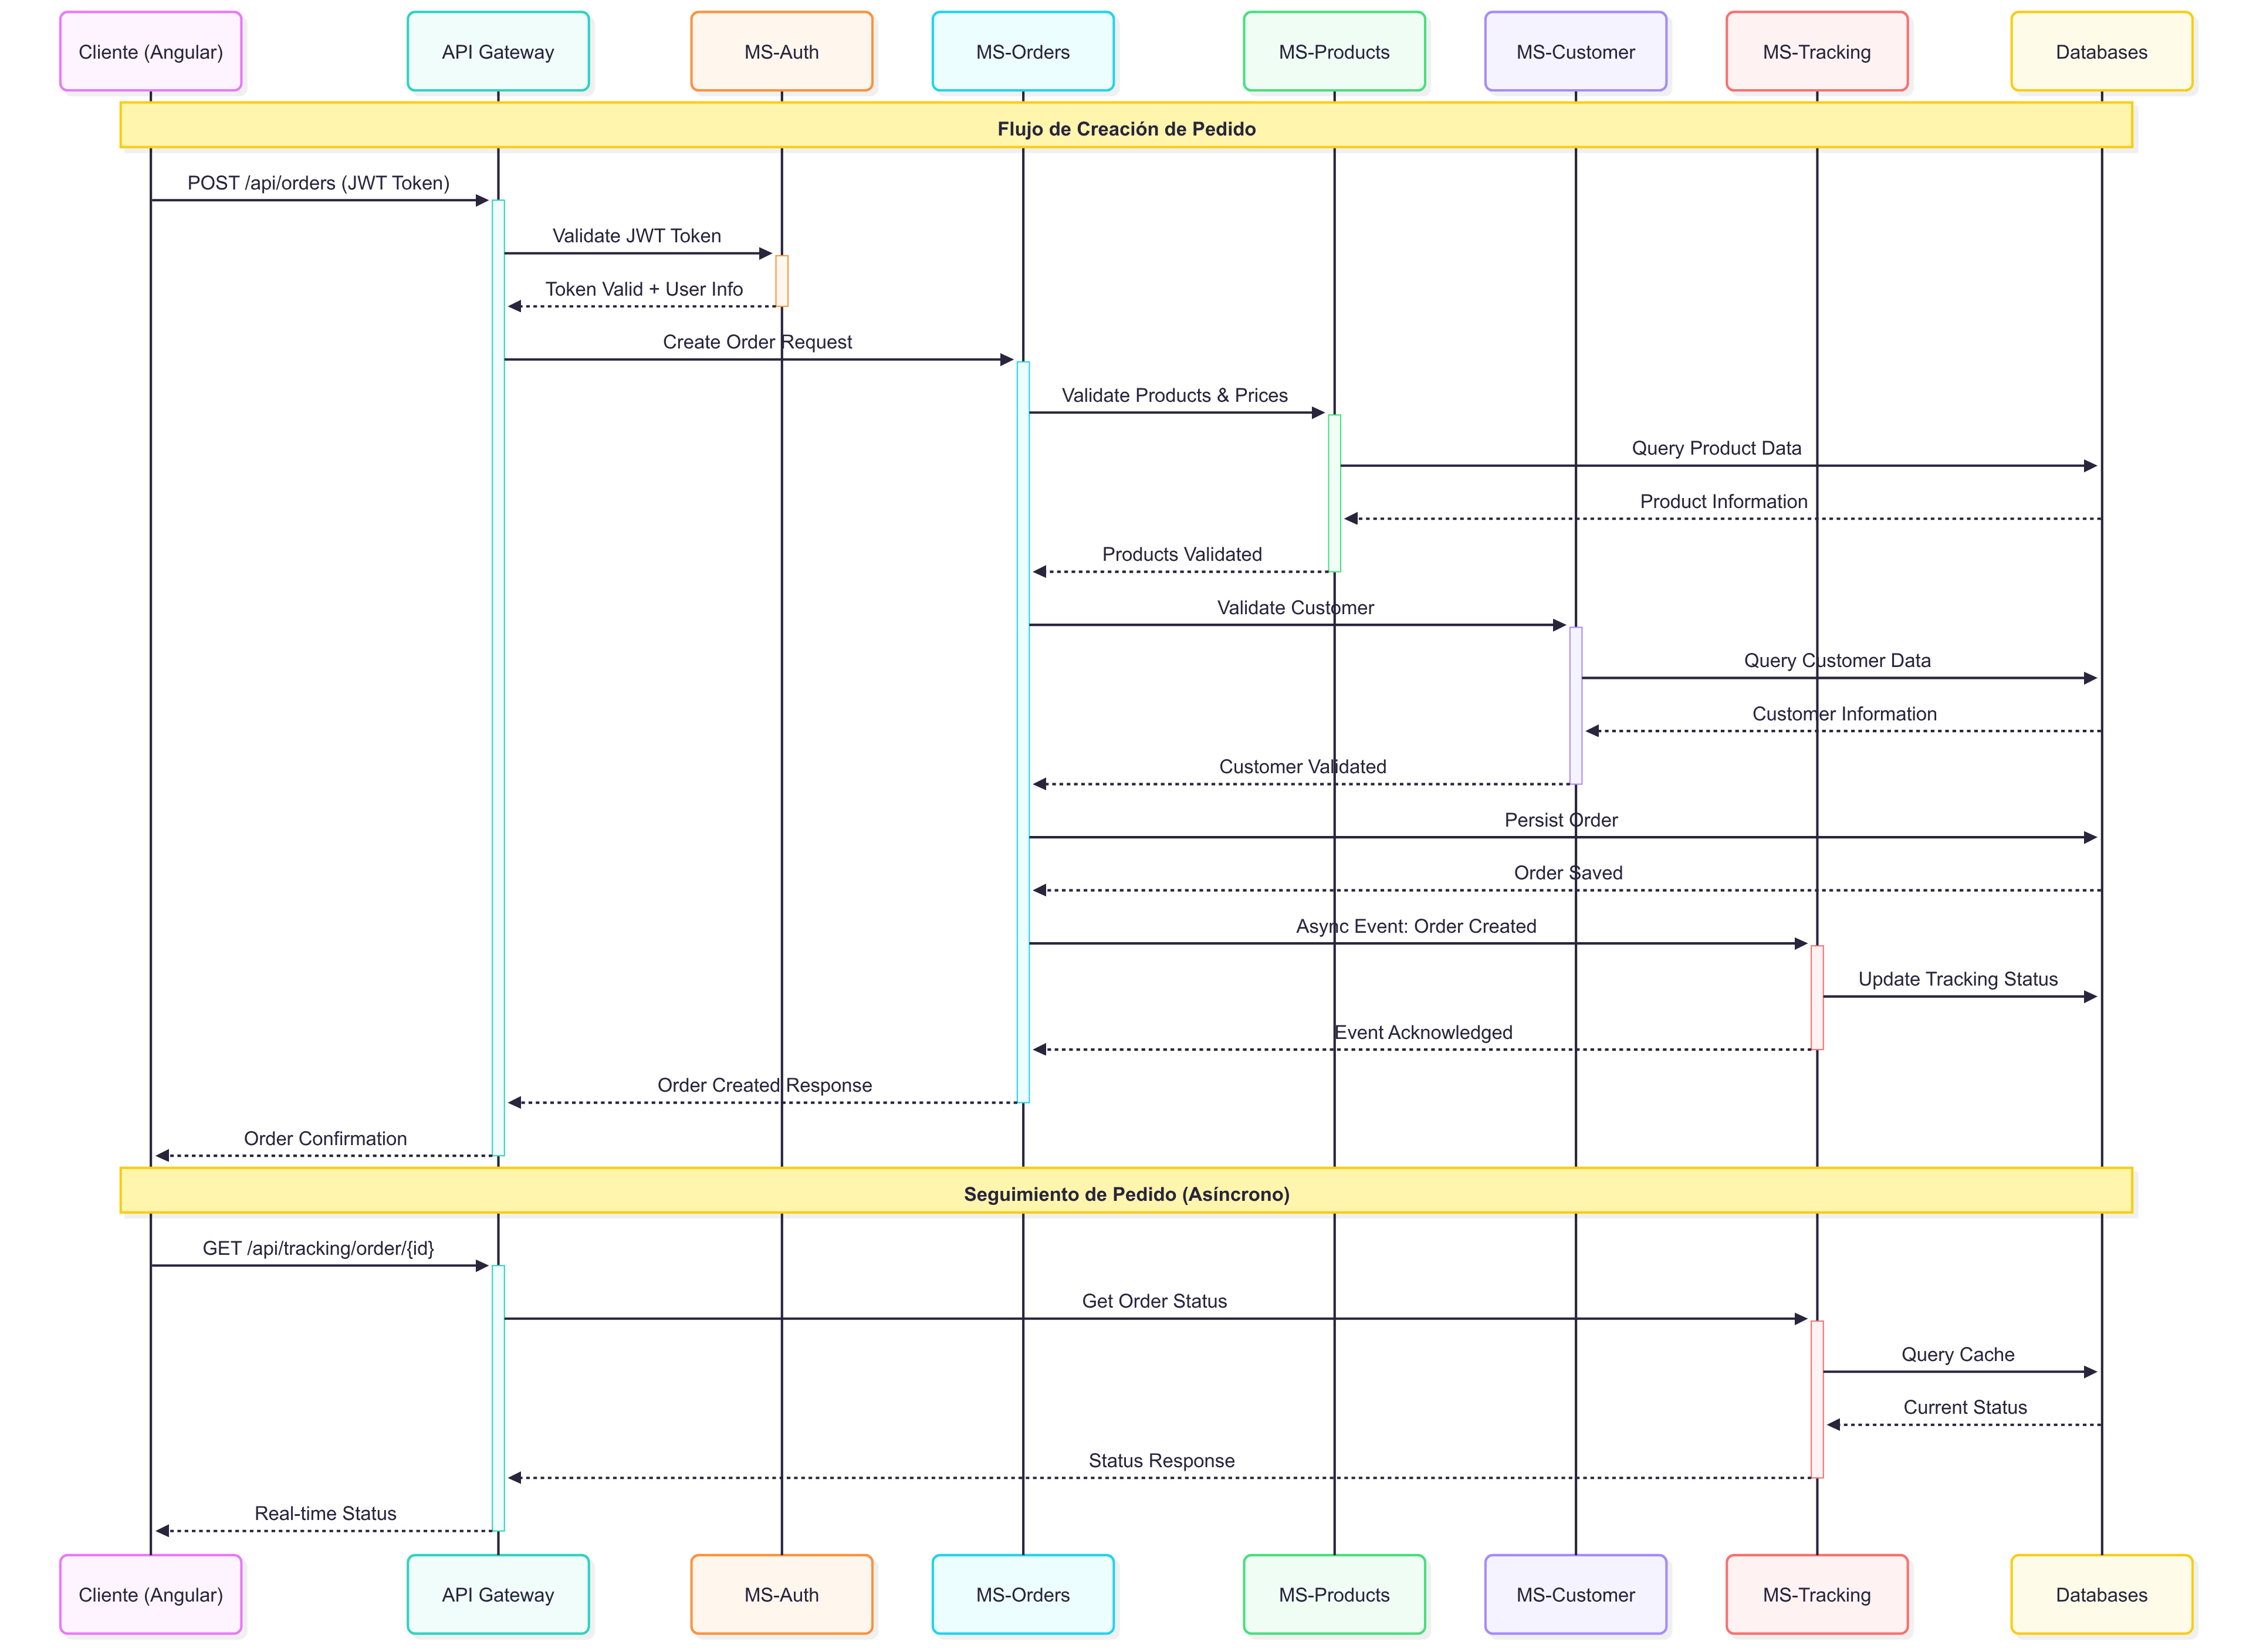 Cliente (Angular)
API Gateway
MS-Auth
MS-Orders
MS-Products
MS-Customer
MS-Tracking
Databases
Flujo de Creación de Pedido
POST /api/orders (JWT Token)
Validate JWT Token
Token Valid + User Info
Create Order Request
Validate Products & Prices
Query Product Data
Product Information
Products Validated
Validate Customer
Query Customer Data
Customer Information
Customer Validated
Persist Order
Order Saved
Async Event: Order Created
Update Tracking Status
Event Acknowledged
Order Created Response
Order Confirmation
Seguimiento de Pedido (Asíncrono)
GET /api/tracking/order/{id}
Get Order Status
Query Cache
Current Status
Status Response
Real-time Status
Cliente (Angular)
API Gateway
MS-Auth
MS-Orders
MS-Products
MS-Customer
MS-Tracking
Databases